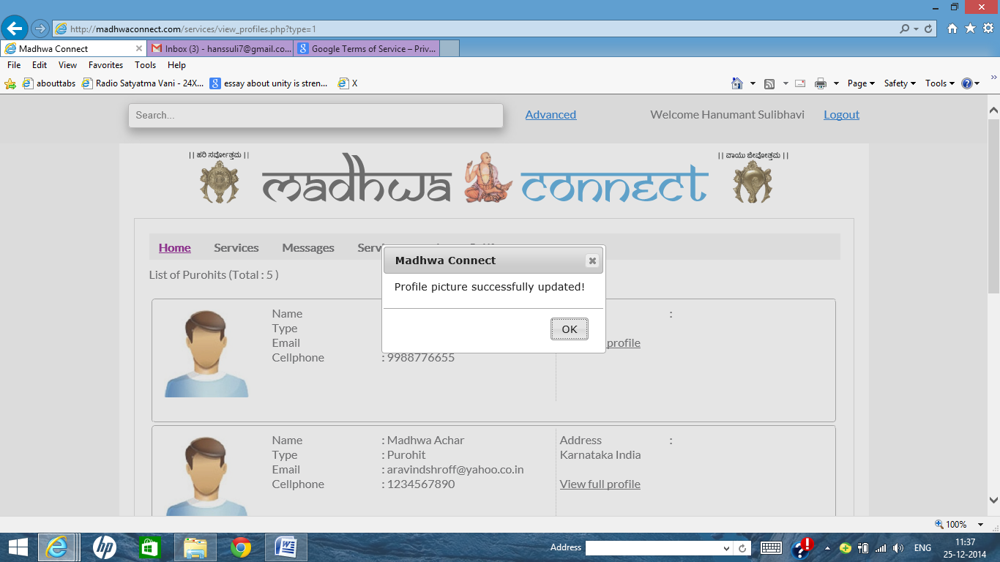 http://madhwaconnect.com/services/view_profiles.php?type=1
Madhwa Connect
Inbox (3) - hanssuli7@gmail.co...
Google Terms of Service – Priv...
File Edit View Favorites Tools Help
abouttabs
Radio Satyatma Vani - 24X...
essay about unity is stren...
X
Page Safety Tools
Search...
Advanced
Welcome Hanumant Sulibhavi
Logout
|| ಹರಿ ಸರ್ವೋತ್ತಮ ||
madhwa connect
|| ವಾಯು ಜೀವೋತ್ತಮ ||
Home Services Messages
List of Purohits (Total : 5 )
Madhwa Connect
Profile picture successfully updated!
OK
Name
:
Type
Email
profile
Cellphone : 9988776655
Name : Madhwa Achar
Address :
Type : Purohit
Karnataka India
Email : aravindshroff@yahoo.co.in
Cellphone : 1234567890
View full profile
100%
Address
ENG
11:37
25-12-2014